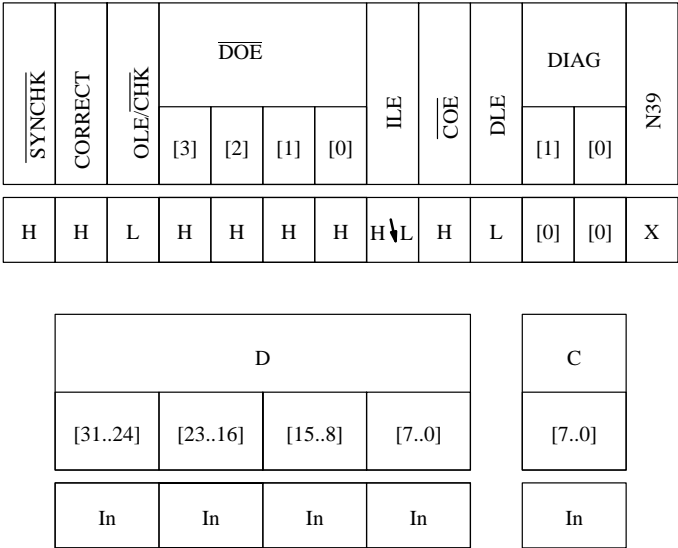 SYNCHK CORRECT OLE/CHK DOE ILE COE DLE DIAG N39
[3] [2] [1] [0] [1] [0]
H H L H H H H H L H L [0] [0] X
D C
[31..24] [23..16] [15..8] [7..0] [7..0]
In In In In In